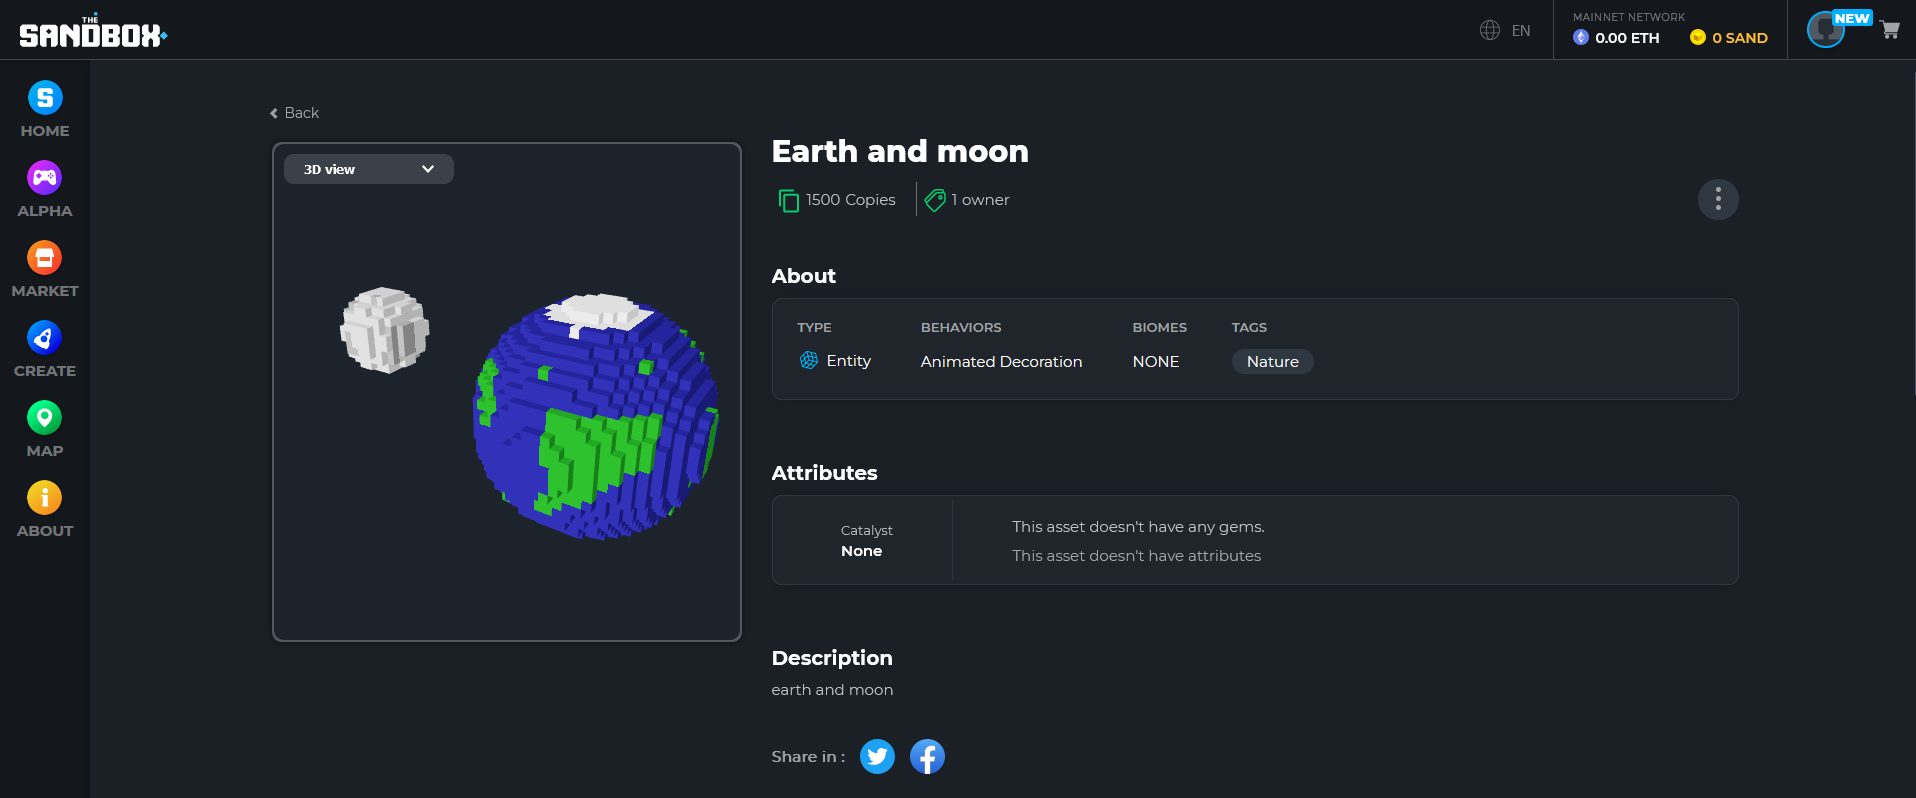 THE
SANDBOX
EN
MAINNET NETWORK
0.00 ETH
0 SAND
NEW
S
HOME
ALPHA
MARKET
CREATE
MAP
ABOUT
Back
3D view
Earth and moon
1500 Copies
1 owner
About
TYPE
BEHAVIORS
BIOMES
TAGS
Entity
Animated Decoration
NONE
Nature
Attributes
Catalyst
None
This asset doesn't have any gems.
This asset doesn't have attributes
Description
earth and moon
Share in :